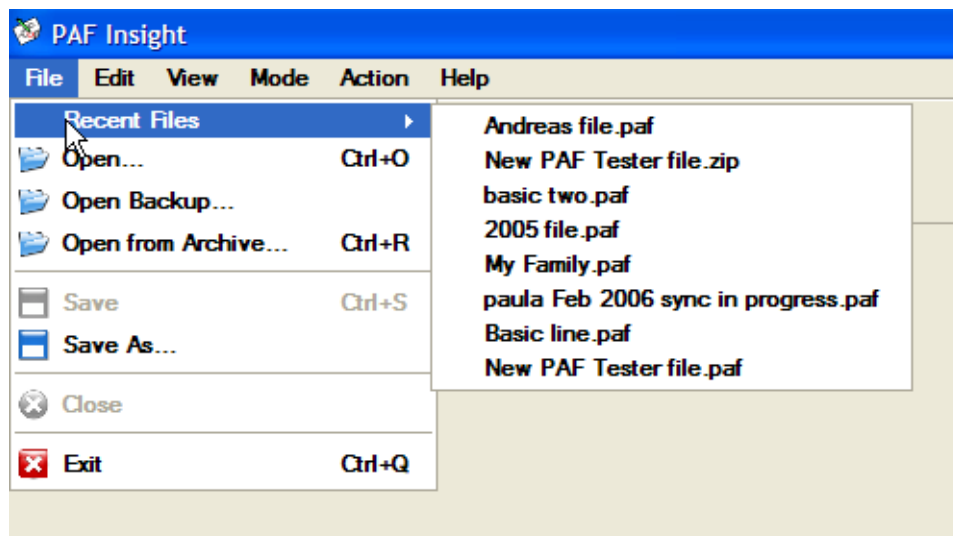 PAF Insight
File Edit View Mode Action Help
Recent Files
Open... Ctrl+O
Open Backup...
Open from Archive... Ctrl+R
Save Ctrl+S
Save As...
Close
Exit Ctrl+Q
Andreas file.paf
New PAF Tester file.zip
basic two.paf
2005 file.paf
My Family.paf
paula Feb 2006 sync in progress.paf
Basic line.paf
New PAF Tester file.paf